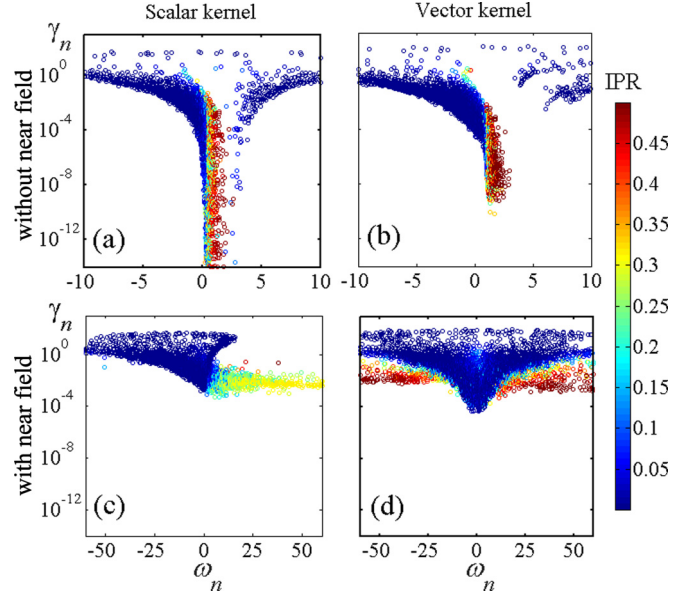 Scalar kernel Vector kernel
γn IPR
without near field
10^0
10^-4
10^-8
10^-12
(a) (b)
-10 -5 0 5 10 -10 -5 0 5 10
0.45
0.4
0.35
0.3
0.25
0.2
0.15
0.1
0.05
γn
with near field
10^0
10^-4
10^-8
10^-12
(c) (d)
-50 -25 0 25 50 -50 -25 0 25 50
ωn ωn